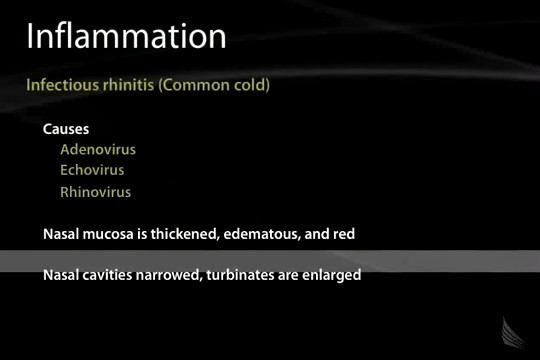 Inflammation
Infectious rhinitis (Common cold)
Causes
Adenovirus
Echovirus
Rhinovirus
Nasal mucosa is thickened, edematous, and red
Nasal cavities narrowed, turbinates are enlarged